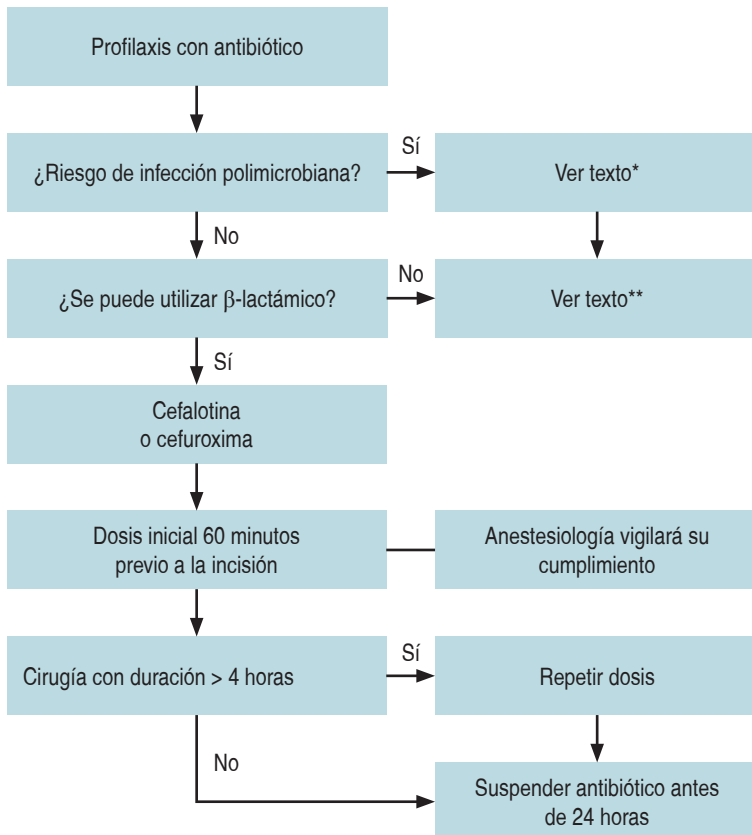 Profilaxis con antibiótico
¿Riesgo de infección polimicrobiana?
Sí
Ver texto*
No
¿Se puede utilizar β-lactámico?
No
Ver texto**
Sí
Cefalotina
o cefuroxima
Dosis inicial 60 minutos
previo a la incisión
Anestesiología vigilará su
cumplimiento
Cirugía con duración > 4 horas
Sí
Repetir dosis
No
Suspender antibiótico antes
de 24 horas